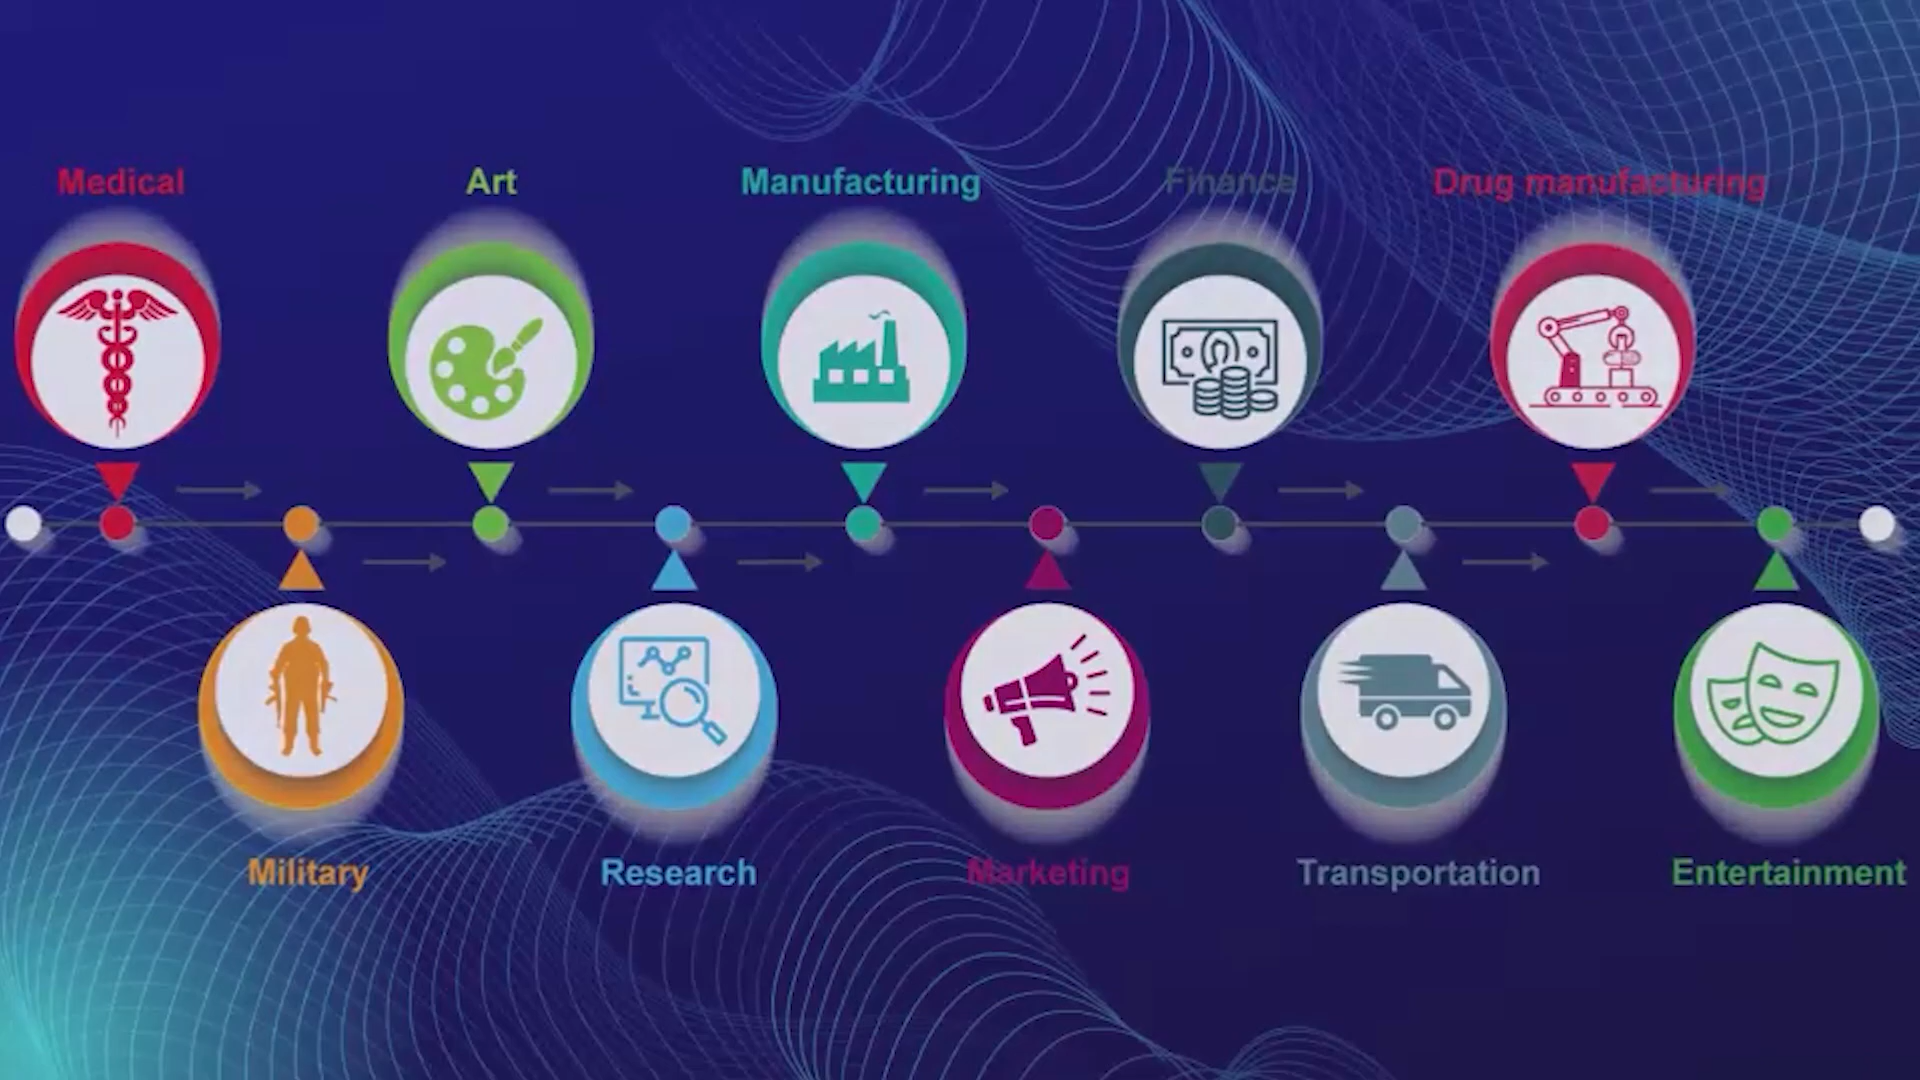 Medical
Art
Manufacturing
Finance
Drug manufacturing
Military
Research
Marketing
Transportation
Entertainment